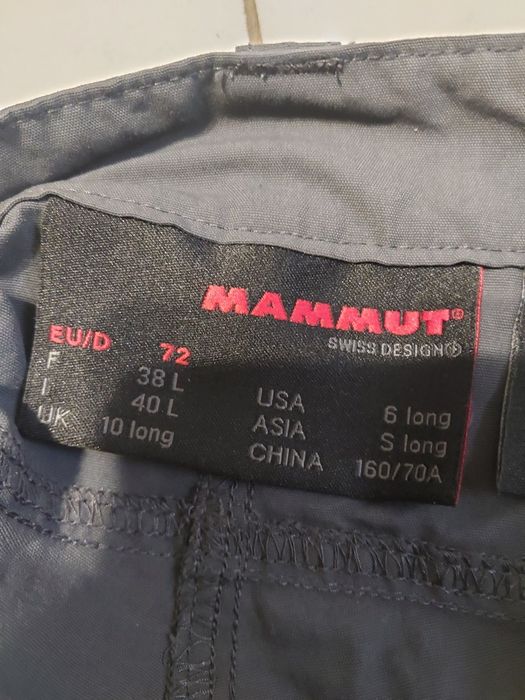 MAMMUT®
SWISS DESIGN®
EU/D 72
F 38 L
I 40 L
UK 10 long
USA 6 long
ASIA S long
CHINA 160/70A